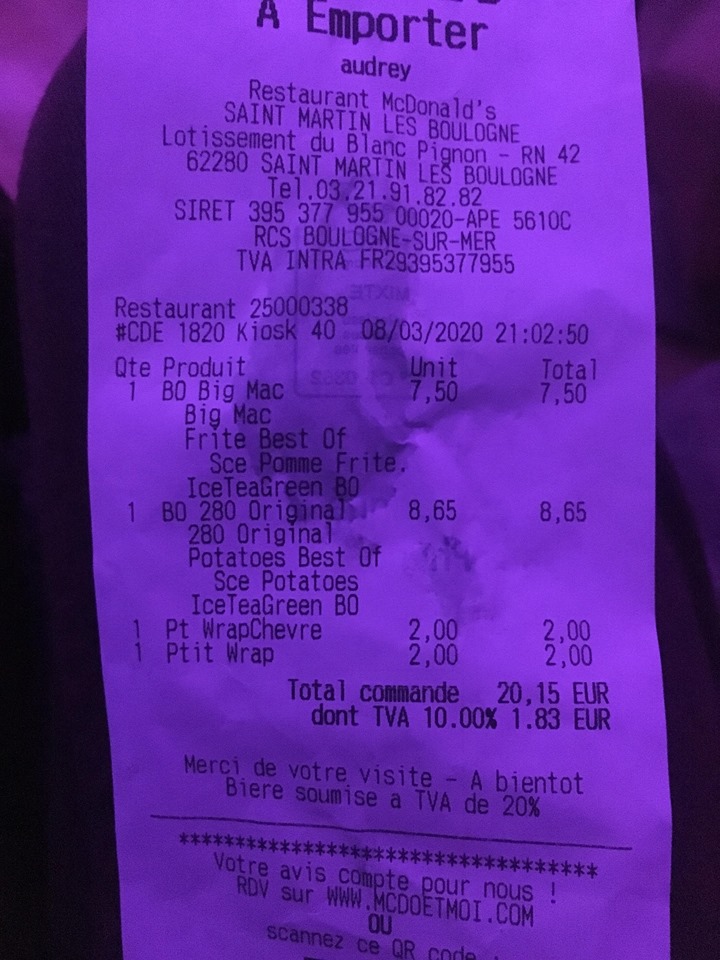 A Emporter
audrey
Restaurant McDonald's
SAINT MARTIN LES BOULOGNE
Lotissement du Blanc Pignon - RN 42
62280 SAINT MARTIN LES BOULOGNE
Tel.03.21.91.82.82
SIRET 395 377 955 00020-APE 5610C
RCS BOULOGNE-SUR-MER
TVA INTRA FR29395377955
Restaurant 25000338
#CDE 1820 Kiosk 40 08/03/2020 21:02:50
Qte Produit Unit Total
1 BO Big Mac 7,50 7,50
Big Mac
Frite Best Of
Sce Pomme Frite.
IceTeaGreen BO
1 BO 280 Original 8,65 8,65
280 Original
Potatoes Best Of
Sce Potatoes
IceTeaGreen BO
1 Pt WrapChevre 2,00 2,00
1 Ptit Wrap 2,00 2,00
Total commande 20,15 EUR
dont TVA 10.00% 1.83 EUR
Merci de votre visite - A bientot
Biere soumise a TVA de 20%
***********************************
Votre avis compte pour nous !
RDV sur WWW.MCDOETMOI.COM
OU
scannez ce QR code :